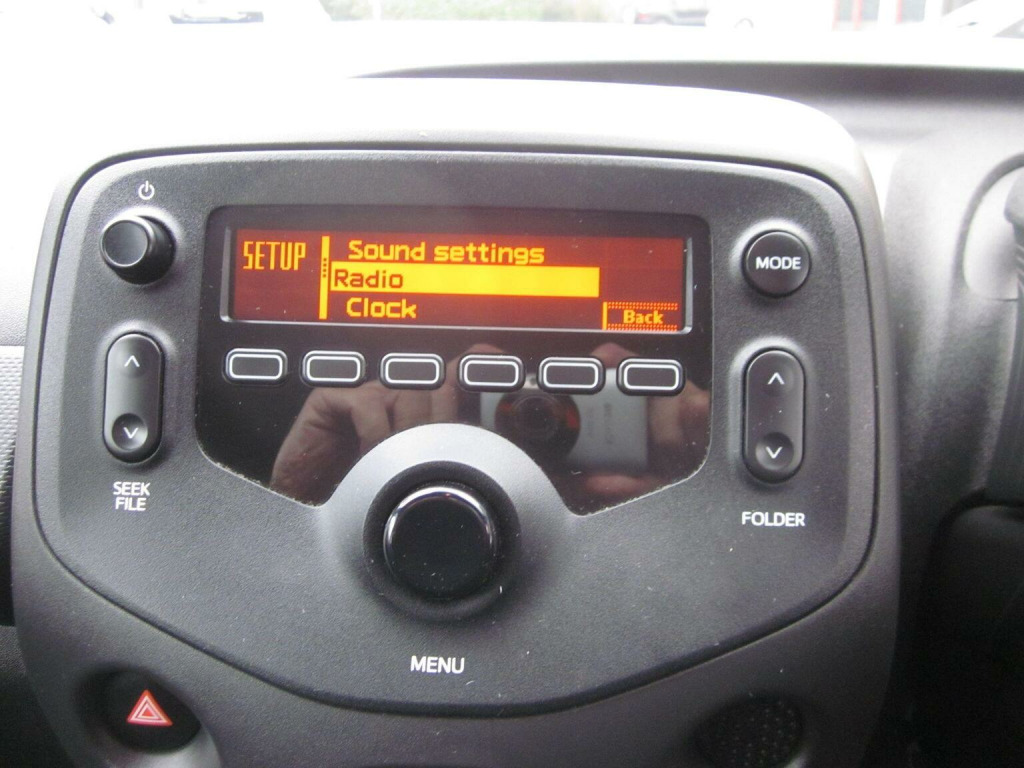 SETUP
Sound settings
Radio
Clock
Back
MODE
SEEK
FILE
FOLDER
MENU